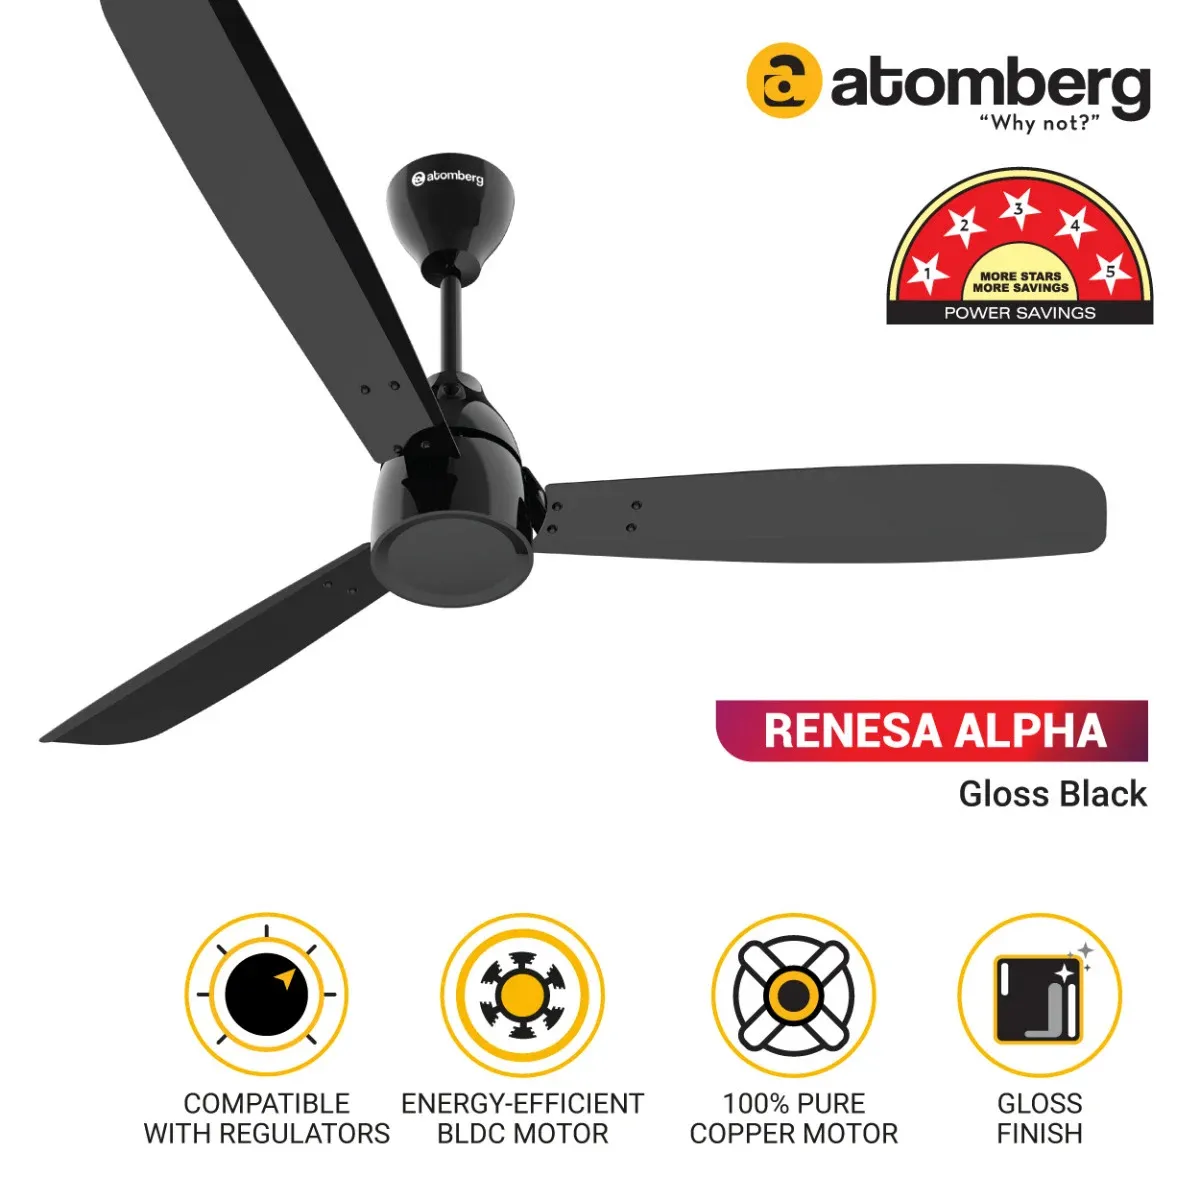 atomberg
“Why not?”
atomberg
1 2 3 4 5
MORE STARS
MORE SAVINGS
POWER SAVINGS
RENESA ALPHA
Gloss Black
COMPATIBLE
WITH REGULATORS
ENERGY-EFFICIENT
BLDC MOTOR
100% PURE
COPPER MOTOR
GLOSS
FINISH